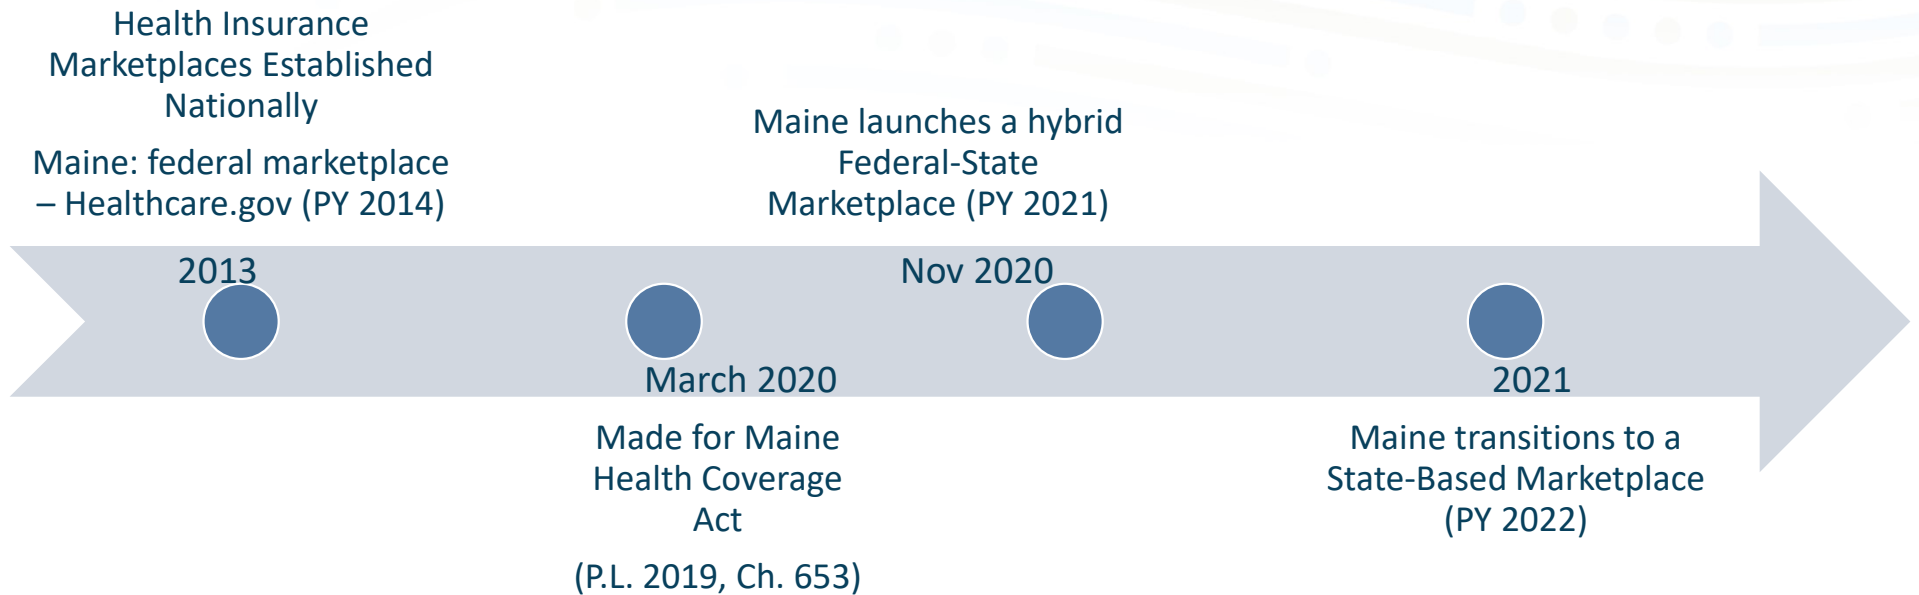 Health Insurance
Marketplaces Established
Nationally
Maine: federal marketplace
– Healthcare.gov (PY 2014)
2013
March 2020
Made for Maine
Health Coverage
Act
(P.L. 2019, Ch. 653)
Maine launches a hybrid
Federal-State
Marketplace (PY 2021)
Nov 2020
2021
Maine transitions to a
State-Based Marketplace
(PY 2022)